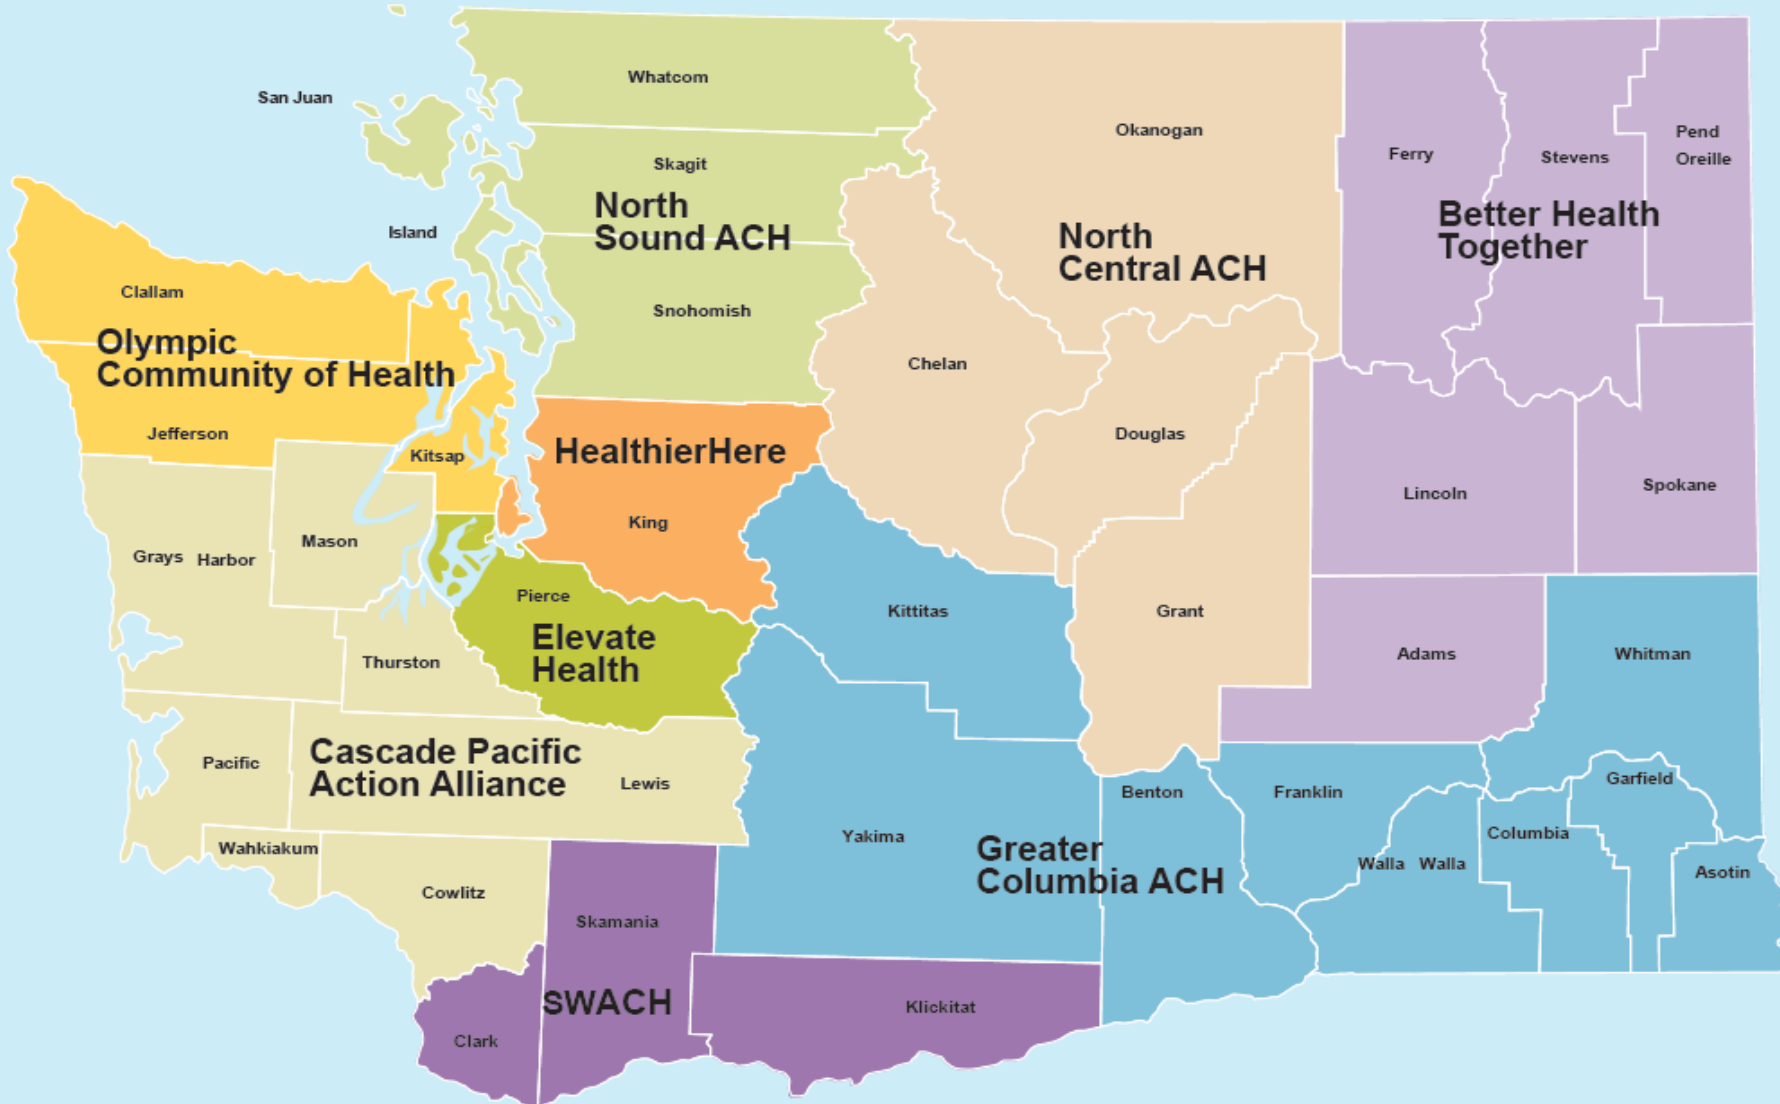 Whatcom
San Juan
Okanogan
Pend
Oreille
Ferry
Stevens
Skagit
North
Sound ACH
Island
North
Central ACH
Better Health
Together
Clallam
Snohomish
Olympic
Community of Health
Chelan
Jefferson
Kitsap
HealthierHere
Douglas
Lincoln
Spokane
King
Grays Harbor
Mason
Pierce
Kittitas
Grant
Elevate
Health
Thurston
Adams
Whitman
Pacific
Cascade Pacific
Action Alliance
Lewis
Benton
Franklin
Garfield
Yakima
Greater
Columbia ACH
Columbia
Wahkiakum
Walla Walla
Asotin
Cowlitz
Skamania
SWACH
Klickitat
Clark